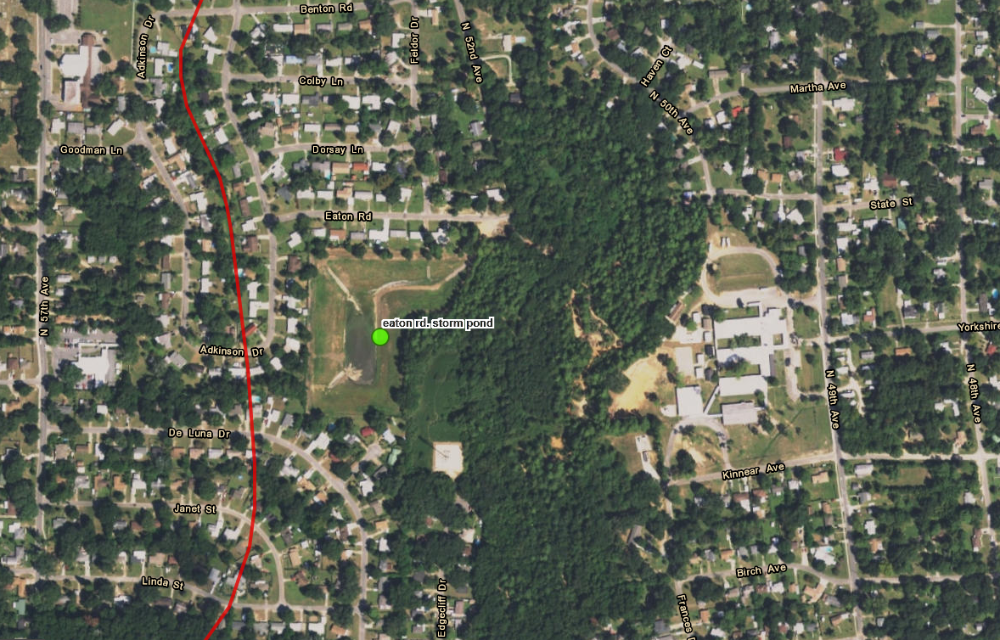 Benton Rd
Adkinson Dr
Feldor Dr
N 52nd Ave
Haven Ct
Colby Ln
Martha Ave
N 50th Ave
Goodman Ln
Dorsay Ln
State St
Eaton Rd
N 57th Ave
eaton rd. storm pond
Yorkshire
Adkinson Dr
N 49th Ave
N 48th Ave
De Luna Dr
Kinnear Ave
Janet St
Birch Ave
Linda St
Edgecliff Dr
Frances D